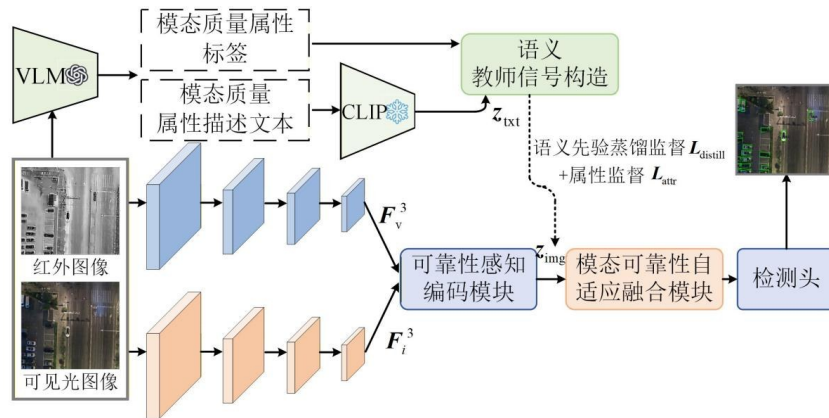 VLM
模态质量属性
标签
模态质量
属性描述文本
CLIP
z_txt
语义
教师信号构造
语义先验蒸馏监督 L_distill
+属性监督 L_attr
红外图像
可见光图像
F_v^3
F_i^3
可靠性感知
编码模块
z_img
模态可靠性自
适应融合模块
检测头